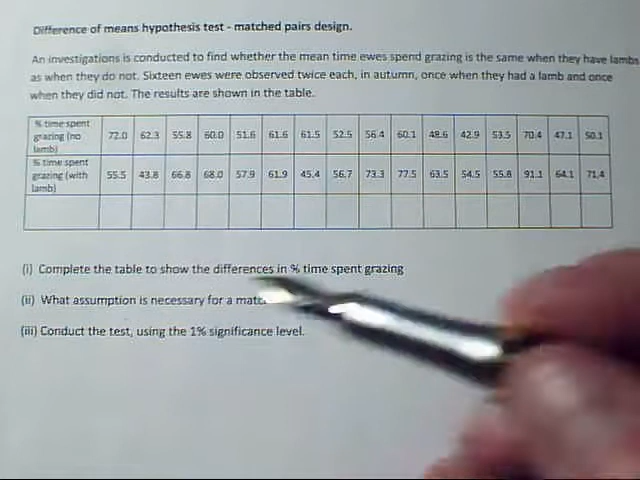 Difference of means hypothesis test - matched pairs design.
An investigations is conducted to find whether the mean time ewes spend grazing is the same when they have lambs
as when they do not. Sixteen ewes were observed twice each, in autumn, once when they had a lamb and once
when they did not. The results are shown in the table.
% time spent grazing (no lamb) 72.0 62.3 55.8 60.0 51.6 61.6 61.5 52.5 56.4 60.1 48.6 42.9 53.5 70.4 47.1 50.1
% time spent grazing (with lamb) 55.5 43.8 66.8 68.0 57.9 61.9 45.4 56.7 73.3 77.5 63.5 54.5 55.8 91.1 64.1 71.4
(i) Complete the table to show the differences in % time spent grazing
(ii) What assumption is necessary for a
(iii) Conduct the test, using the 1% significance level.